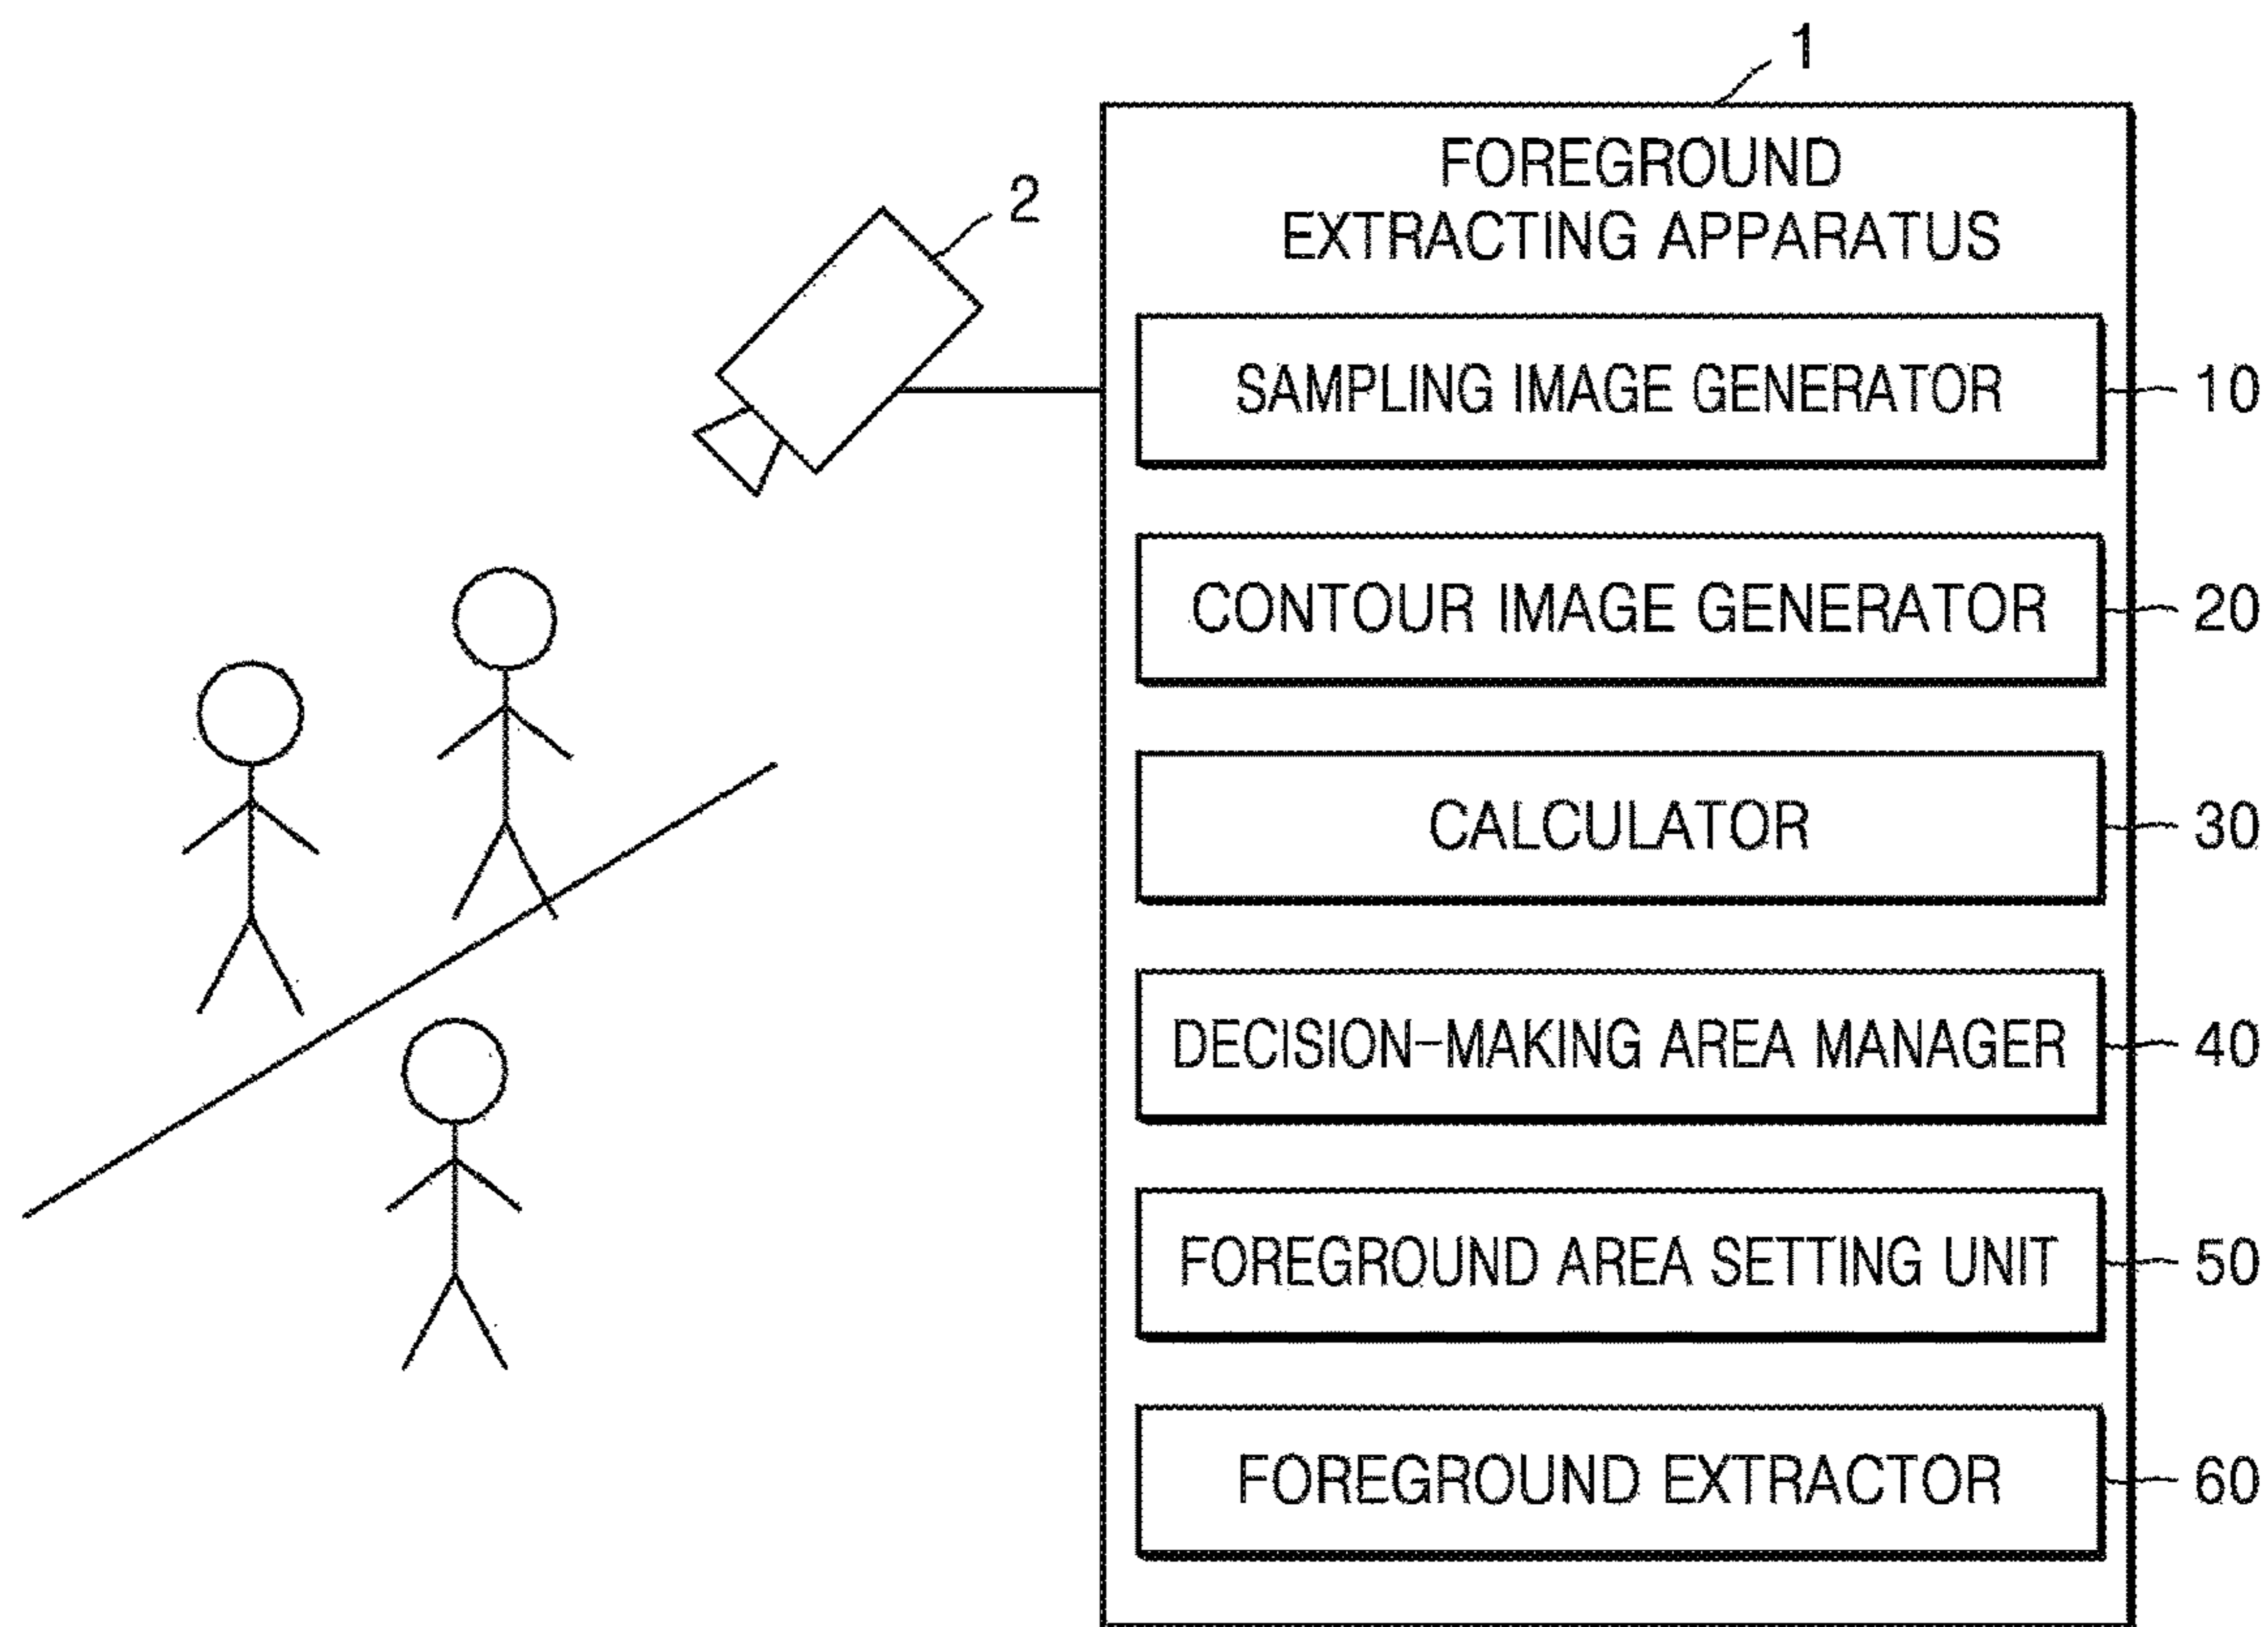 1
2
FOREGROUND
EXTRACTING APPARATUS
SAMPLING IMAGE GENERATOR
10
CONTOUR IMAGE GENERATOR
20
CALCULATOR
30
DECISION-MAKING AREA MANAGER
40
FOREGROUND AREA SETTING UNIT
50
FOREGROUND EXTRACTOR
60